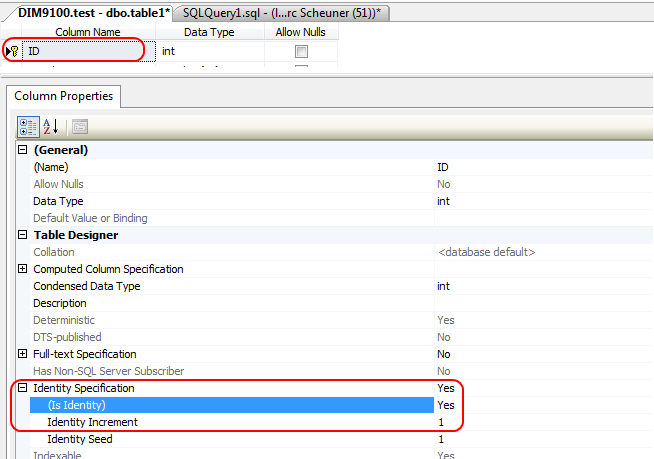 DIM9100.test - dbo.table1* SQLQuery1.sql - (l...rc Scheuner (51))*
Column Name Data Type Allow Nulls
ID int
Column Properties
A
Z
(General)
(Name) ID
Allow Nulls No
Data Type int
Default Value or Binding
Table Designer
Collation <database default>
Computed Column Specification
Condensed Data Type int
Description
Deterministic Yes
DTS-published No
Full-text Specification No
Has Non-SQL Server Subscriber No
Identity Specification Yes
(Is Identity) Yes
Identity Increment 1
Identity Seed 1
Indexable Yes